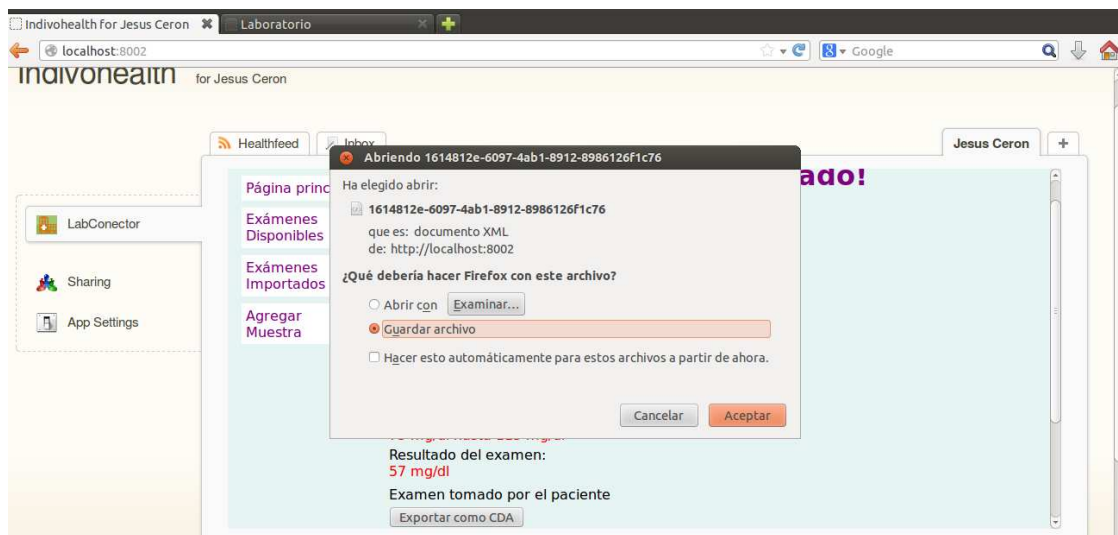 Indivohealth for Jesus Ceron
Laboratorio
localhost:8002
Google
Indivohealth for Jesus Ceron
Healthfeed
Inbox
Jesus Ceron
+
LabConector
Sharing
App Settings
Página princ
Exámenes
Disponibles
Exámenes
Importados
Agregar
Muestra
ado!
Abriendo 1614812e-6097-4ab1-8912-8986126f1c76
Ha elegido abrir:
1614812e-6097-4ab1-8912-8986126f1c76
que es: documento XML
de: http://localhost:8002
¿Qué debería hacer Firefox con este archivo?
Abrir con Examinar...
Guardar archivo
Hacer esto automáticamente para estos archivos a partir de ahora.
Cancelar Aceptar
Resultado del examen:
57 mg/dl
Examen tomado por el paciente
Exportar como CDA